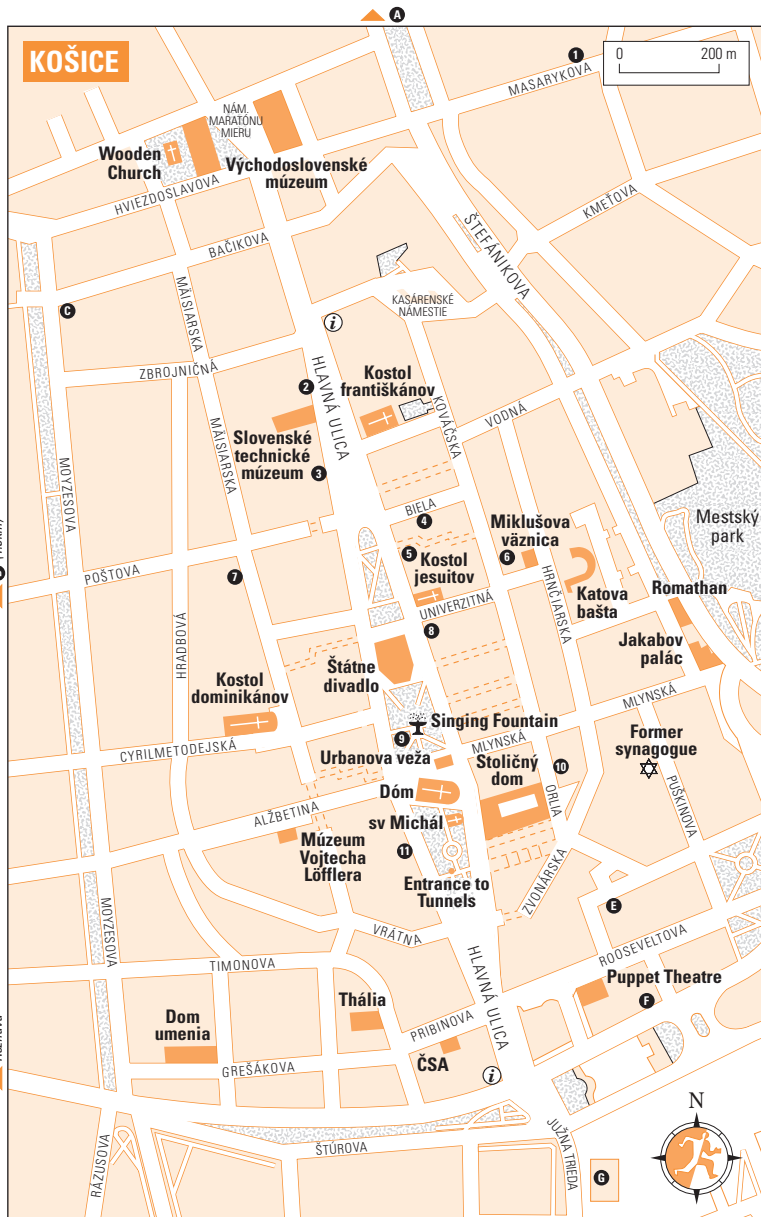 A
KOŠICE
0 200 m
1
MASARYKOVA
NÁM.
MARATÓNU
MIERU
Wooden
Church
Východoslovenské
múzeum
HVIEZDOSLAVOVA
KMEŤOVA
BAČIKOVA
ŠTEFÁNIKOVA
MÄISIARSKA
KASÁRENSKÉ
NÁMESTIE
C
i
ZBROJNIČNÁ
2
HLAVNÁ ULICA
Kostol
františkánov
KOVÁČSKA
VODNÁ
Slovenské
technické
múzeum
3
MÄISIARSKA
MOYZESOVA
BIELA
4
Mestský
park
Miklušova
väznica
5
6
Kostol
jesuitov
POŠTOVA
7
HRNČIARSKA
Katova
bašta
Romathan
UNIVERZITNÁ
8
HRADBOVA
Jakabov
palác
Štátne
divadlo
Kostol
dominikánov
MLYNSKÁ
Singing Fountain
9
Former
synagogue
CYRILMETODEJSKÁ
MLYNSKÁ
Urbanova veža
Stoličný
dom
10
PUŠKINOVA
Dóm
ORLIA
ALŽBETINA
sv Michál
Múzeum
Vojtecha
Löfflera
11
ZVONÁRSKA
Entrance to
Tunnels
E
MOYZESOVA
VRÁTNA
HLAVNÁ ULICA
ROOSEVELTOVA
TIMONOVA
Puppet Theatre
F
Thália
Dom
umenia
PRIBINOVA
ČSA
GREŠÁKOVA
i
N
JUŽNA TRIEDA
ŠTÚROVA
RÁZUSOVA
G